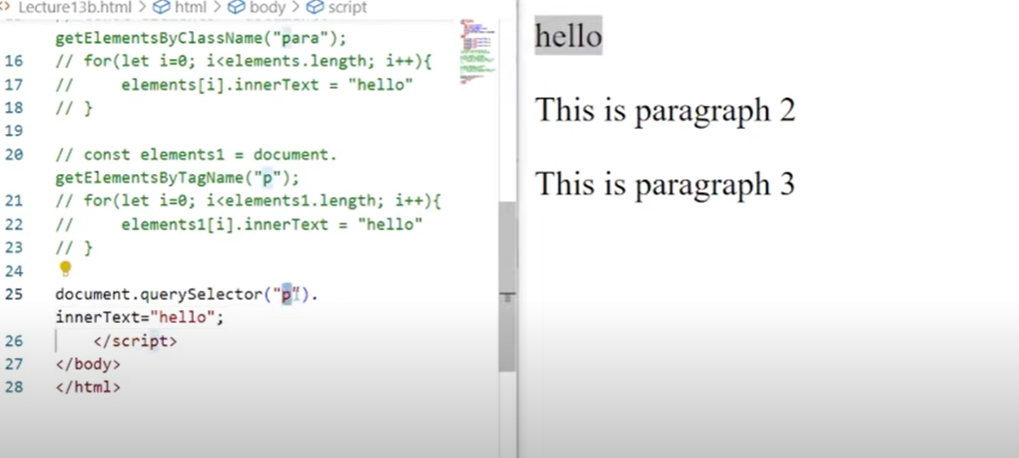 <> Lecture13b.html > html > body > script
getElementsByClassName("para");
16 // for(let i=0; i<elements.length; i++){
17 //     elements[i].innerText = "hello"
18 // }
19
20 // const elements1 = document.
getElementsByTagName("p");
21 // for(let i=0; i<elements1.length; i++){
22 //     elements1[i].innerText = "hello"
23 // }
24
25 document.querySelector("p").
innerText="hello";
26     </script>
27 </body>
28 </html>
hello
This is paragraph 2
This is paragraph 3